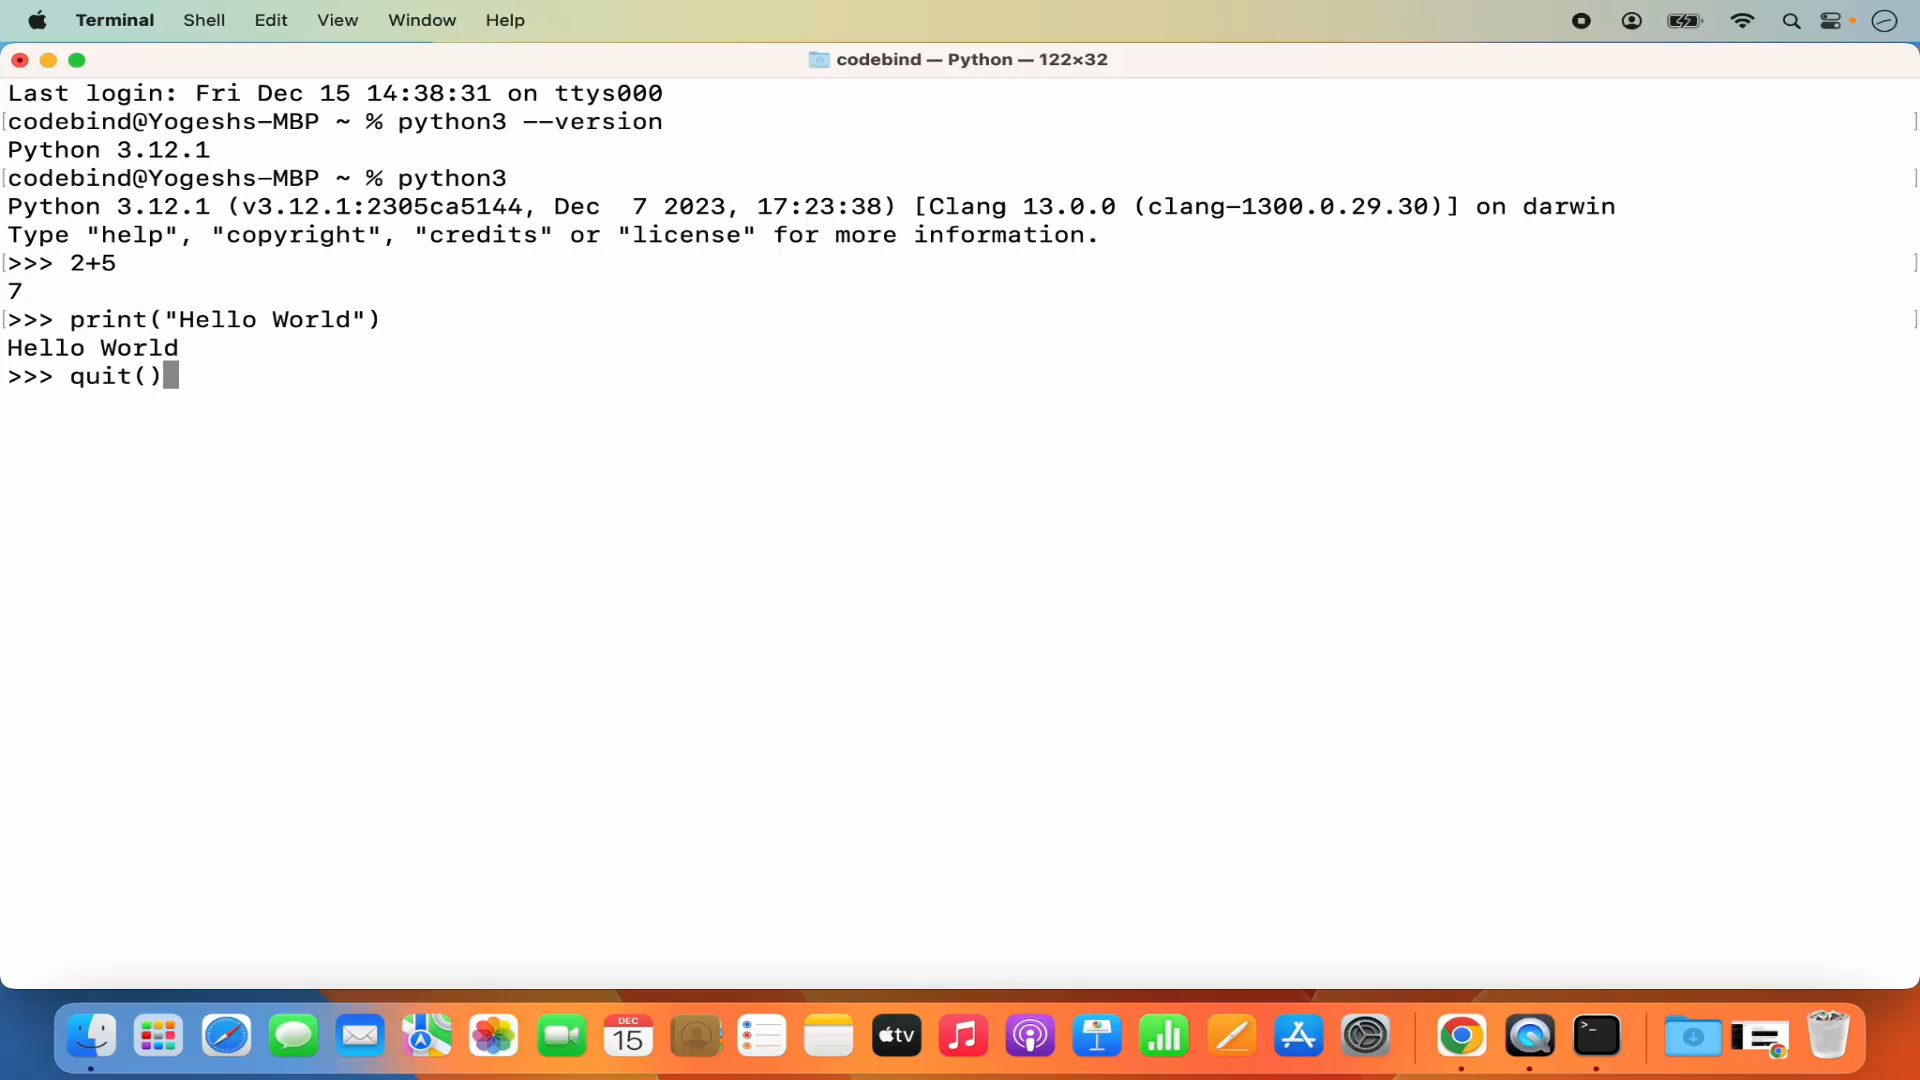 Terminal Shell Edit View Window Help
codebind — Python — 122×32
Last login: Fri Dec 15 14:38:31 on ttys000
[codebind@Yogeshs-MBP ~ % python3 --version ]
Python 3.12.1
[codebind@Yogeshs-MBP ~ % python3 ]
Python 3.12.1 (v3.12.1:2305ca5144, Dec  7 2023, 17:23:38) [Clang 13.0.0 (clang-1300.0.29.30)] on darwin
Type "help", "copyright", "credits" or "license" for more information.
[>>> 2+5 ]
7
[>>> print("Hello World") ]
Hello World
>>> quit()
DEC
15
tv
>_